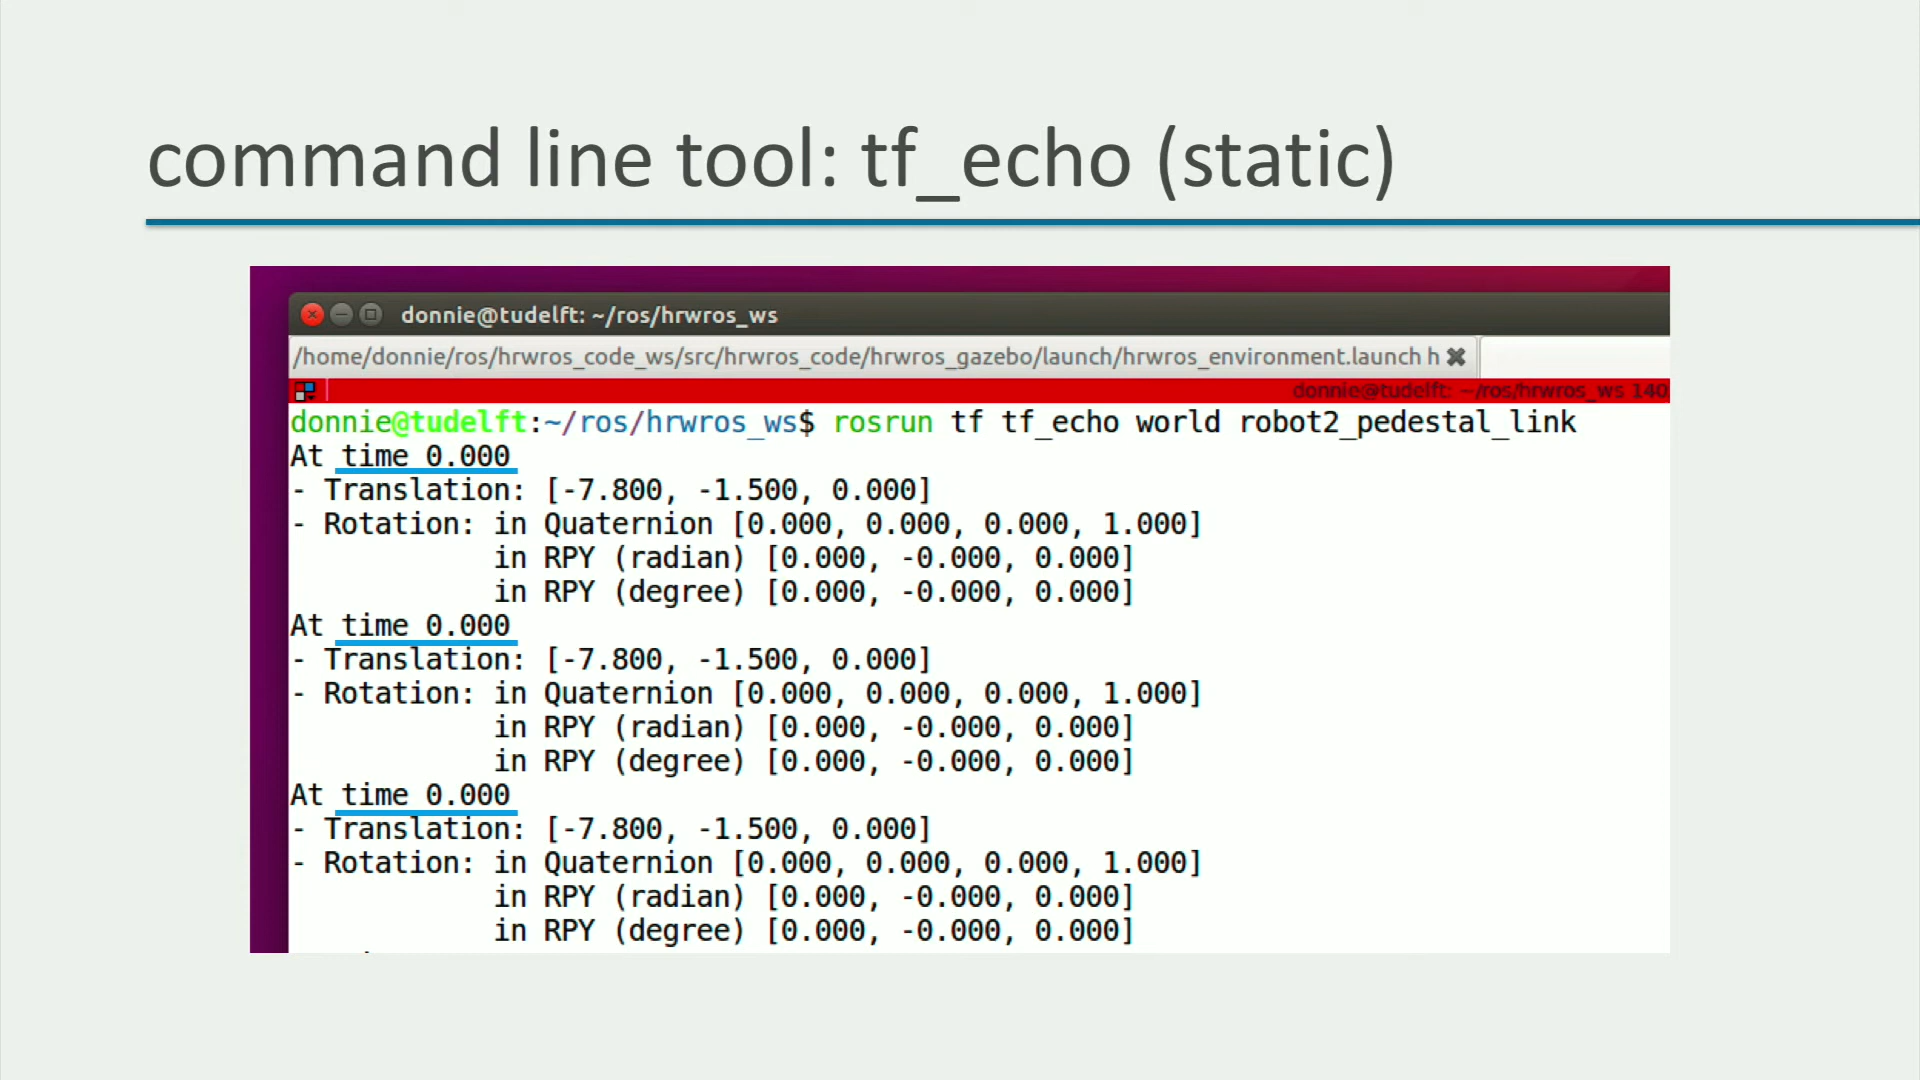 command line tool: tf_echo (static)
donnie@tudelft: ~/ros/hrwros_ws
/home/donnie/ros/hrwros_code_ws/src/hrwros_code/hrwros_gazebo/launch/hrwros_environment.launch h
donnie@tudelft: ~/ros/hrwros_ws 140
donnie@tudelft:~/ros/hrwros_ws$ rosrun tf tf_echo world robot2_pedestal_link
At time 0.000
- Translation: [-7.800, -1.500, 0.000]
- Rotation: in Quaternion [0.000, 0.000, 0.000, 1.000]
in RPY (radian) [0.000, -0.000, 0.000]
in RPY (degree) [0.000, -0.000, 0.000]
At time 0.000
- Translation: [-7.800, -1.500, 0.000]
- Rotation: in Quaternion [0.000, 0.000, 0.000, 1.000]
in RPY (radian) [0.000, -0.000, 0.000]
in RPY (degree) [0.000, -0.000, 0.000]
At time 0.000
- Translation: [-7.800, -1.500, 0.000]
- Rotation: in Quaternion [0.000, 0.000, 0.000, 1.000]
in RPY (radian) [0.000, -0.000, 0.000]
in RPY (degree) [0.000, -0.000, 0.000]